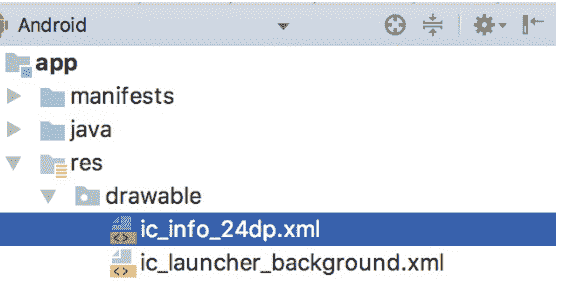 Android
app
manifests
java
res
drawable
ic_info_24dp.xml
ic_launcher_background.xml